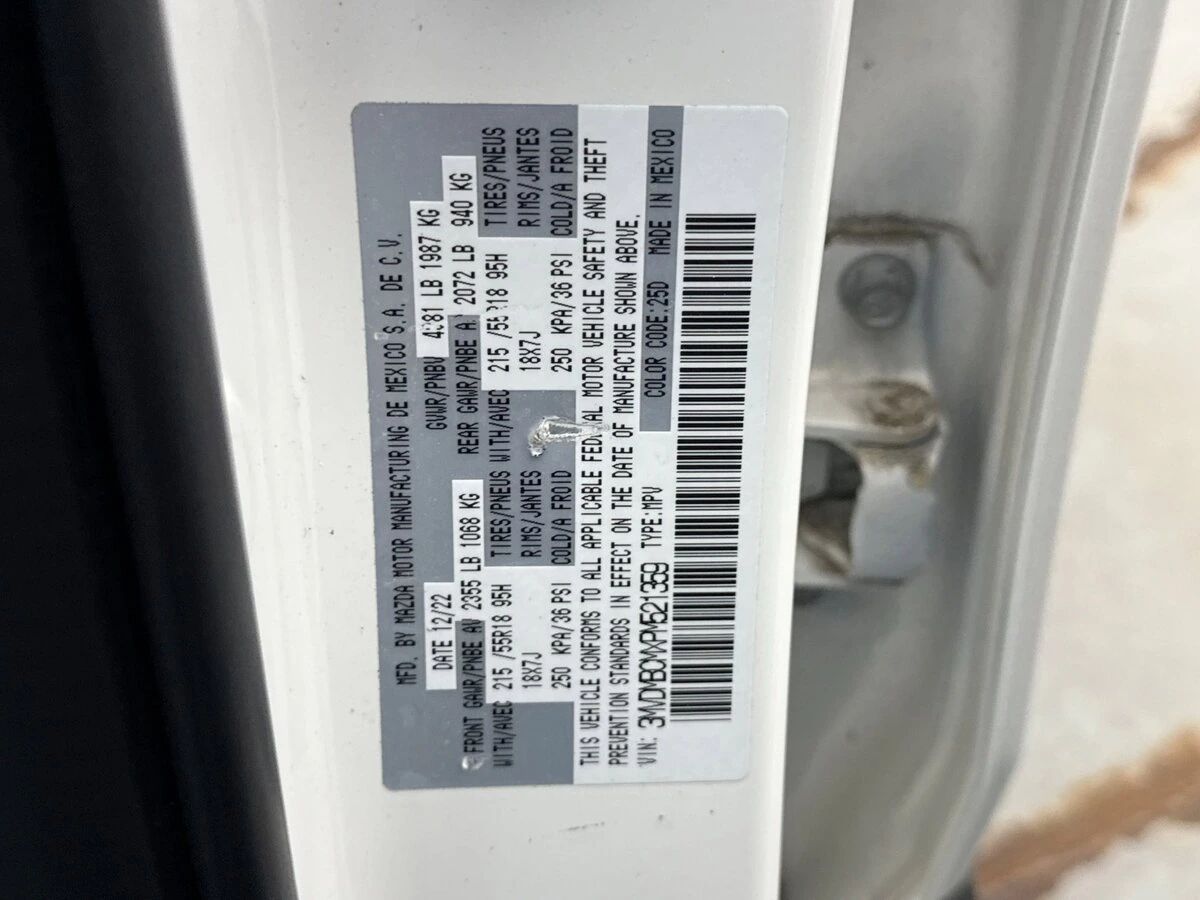 MFD. BY MAZDA MOTOR MANUFACTURING DE MEXICO S.A. DE C.V.
DATE 12/22 GVWR/PNBV 4381 LB 1987 KG
FRONT GAWR/PNBE AV 2355 LB 1068 KG REAR GAWR/PNBE A. 2072 LB 940 KG
WITH/AVEC 215 /55R18 95H TIRES/PNEUS WITH/AVEC 215 /55R18 95H TIRES/PNEUS
18X7J RIMS/JANTES 18X7J RIMS/JANTES
250 KPA/36 PSI COLD/A FROID 250 KPA/36 PSI COLD/A FROID
THIS VEHICLE CONFORMS TO ALL APPLICABLE FEDERAL MOTOR VEHICLE SAFETY AND THEFT
PREVENTION STANDARDS IN EFFECT ON THE DATE OF MANUFACTURE SHOWN ABOVE.
VIN: 3MVDMBCMXPM521359 TYPE:MPV COLOR CODE:25D MADE IN MEXICO